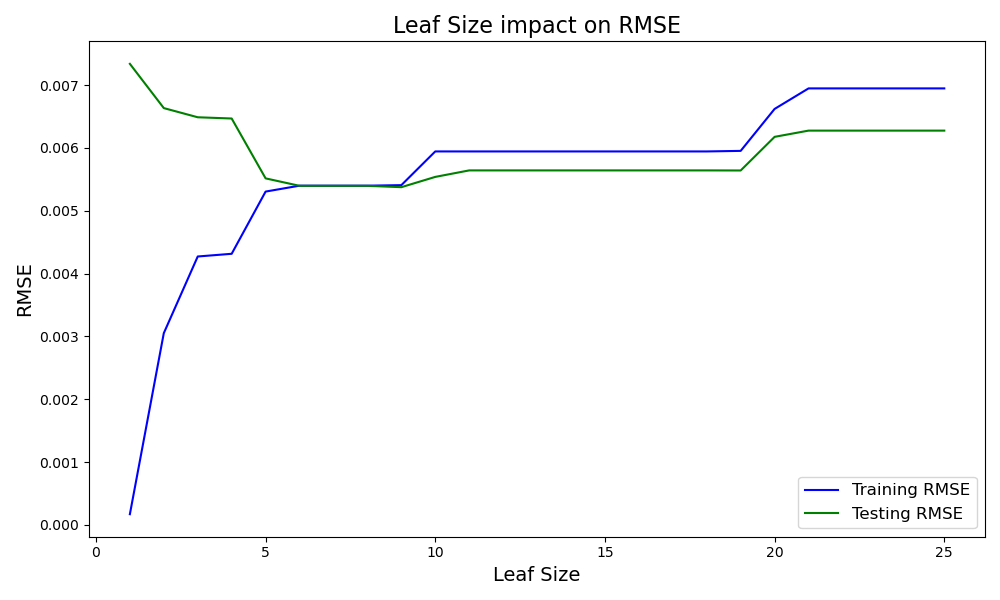 Leaf Size impact on RMSE
RMSE
0.007
0.006
0.005
0.004
0.003
0.002
0.001
0.000
0 5 10 15 20 25
Leaf Size
Training RMSE
Testing RMSE